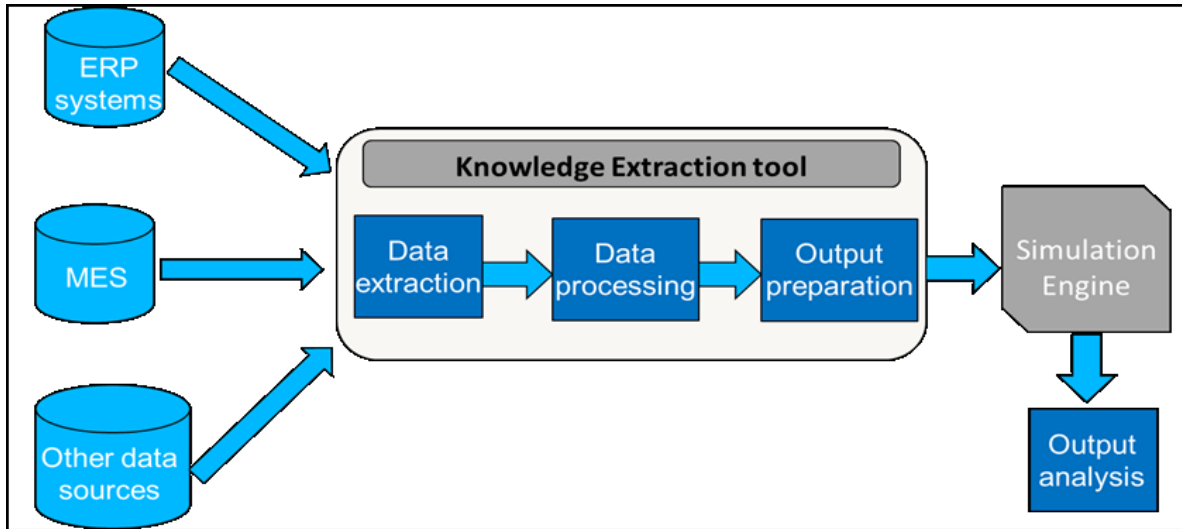 ERP
systems
MES
Other data
sources
Knowledge Extraction tool
Data
extraction
Data
processing
Output
preparation
Simulation
Engine
Output
analysis